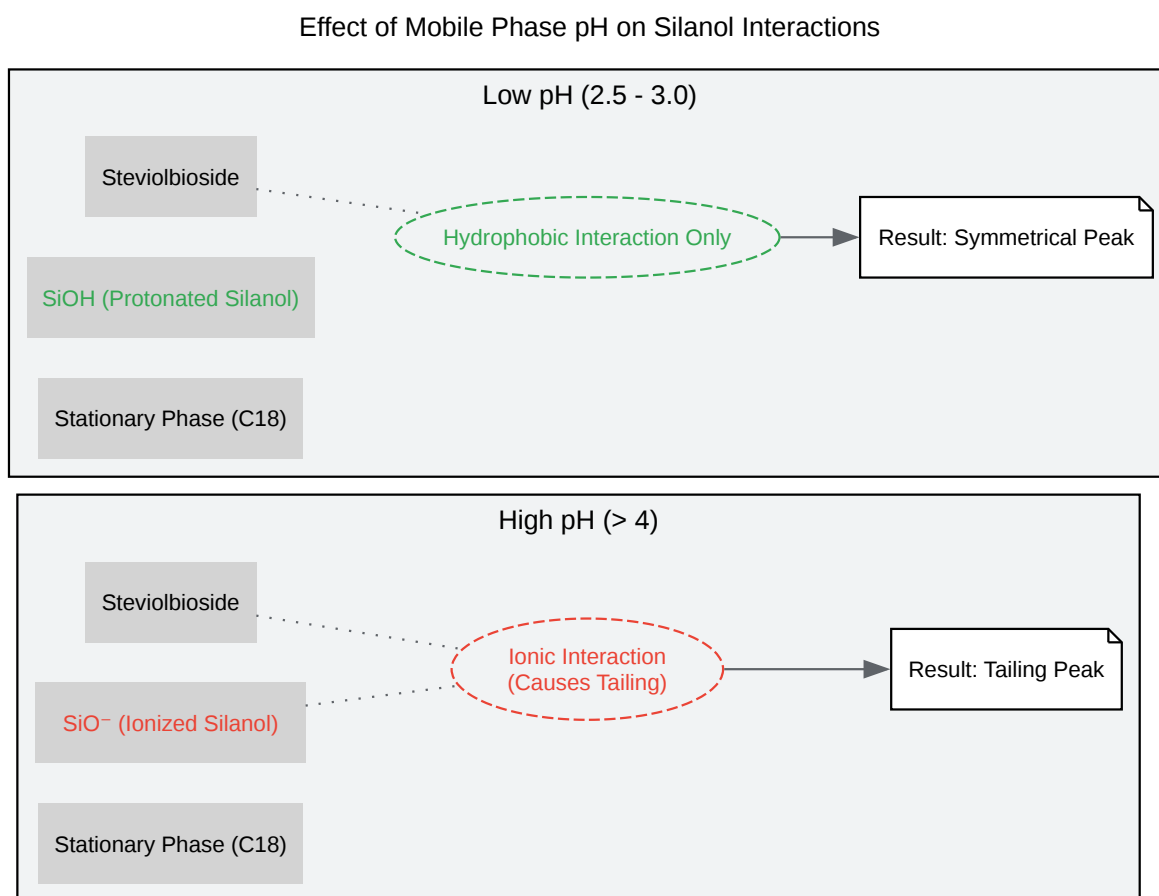 Effect of Mobile Phase pH on Silanol Interactions
Low pH (2.5 - 3.0)
Steviolbioside
Hydrophobic Interaction Only
Result: Symmetrical Peak
SiOH (Protonated Silanol)
Stationary Phase (C18)
High pH (> 4)
Steviolbioside
Ionic Interaction
(Causes Tailing)
Result: Tailing Peak
SiO⁻ (Ionized Silanol)
Stationary Phase (C18)